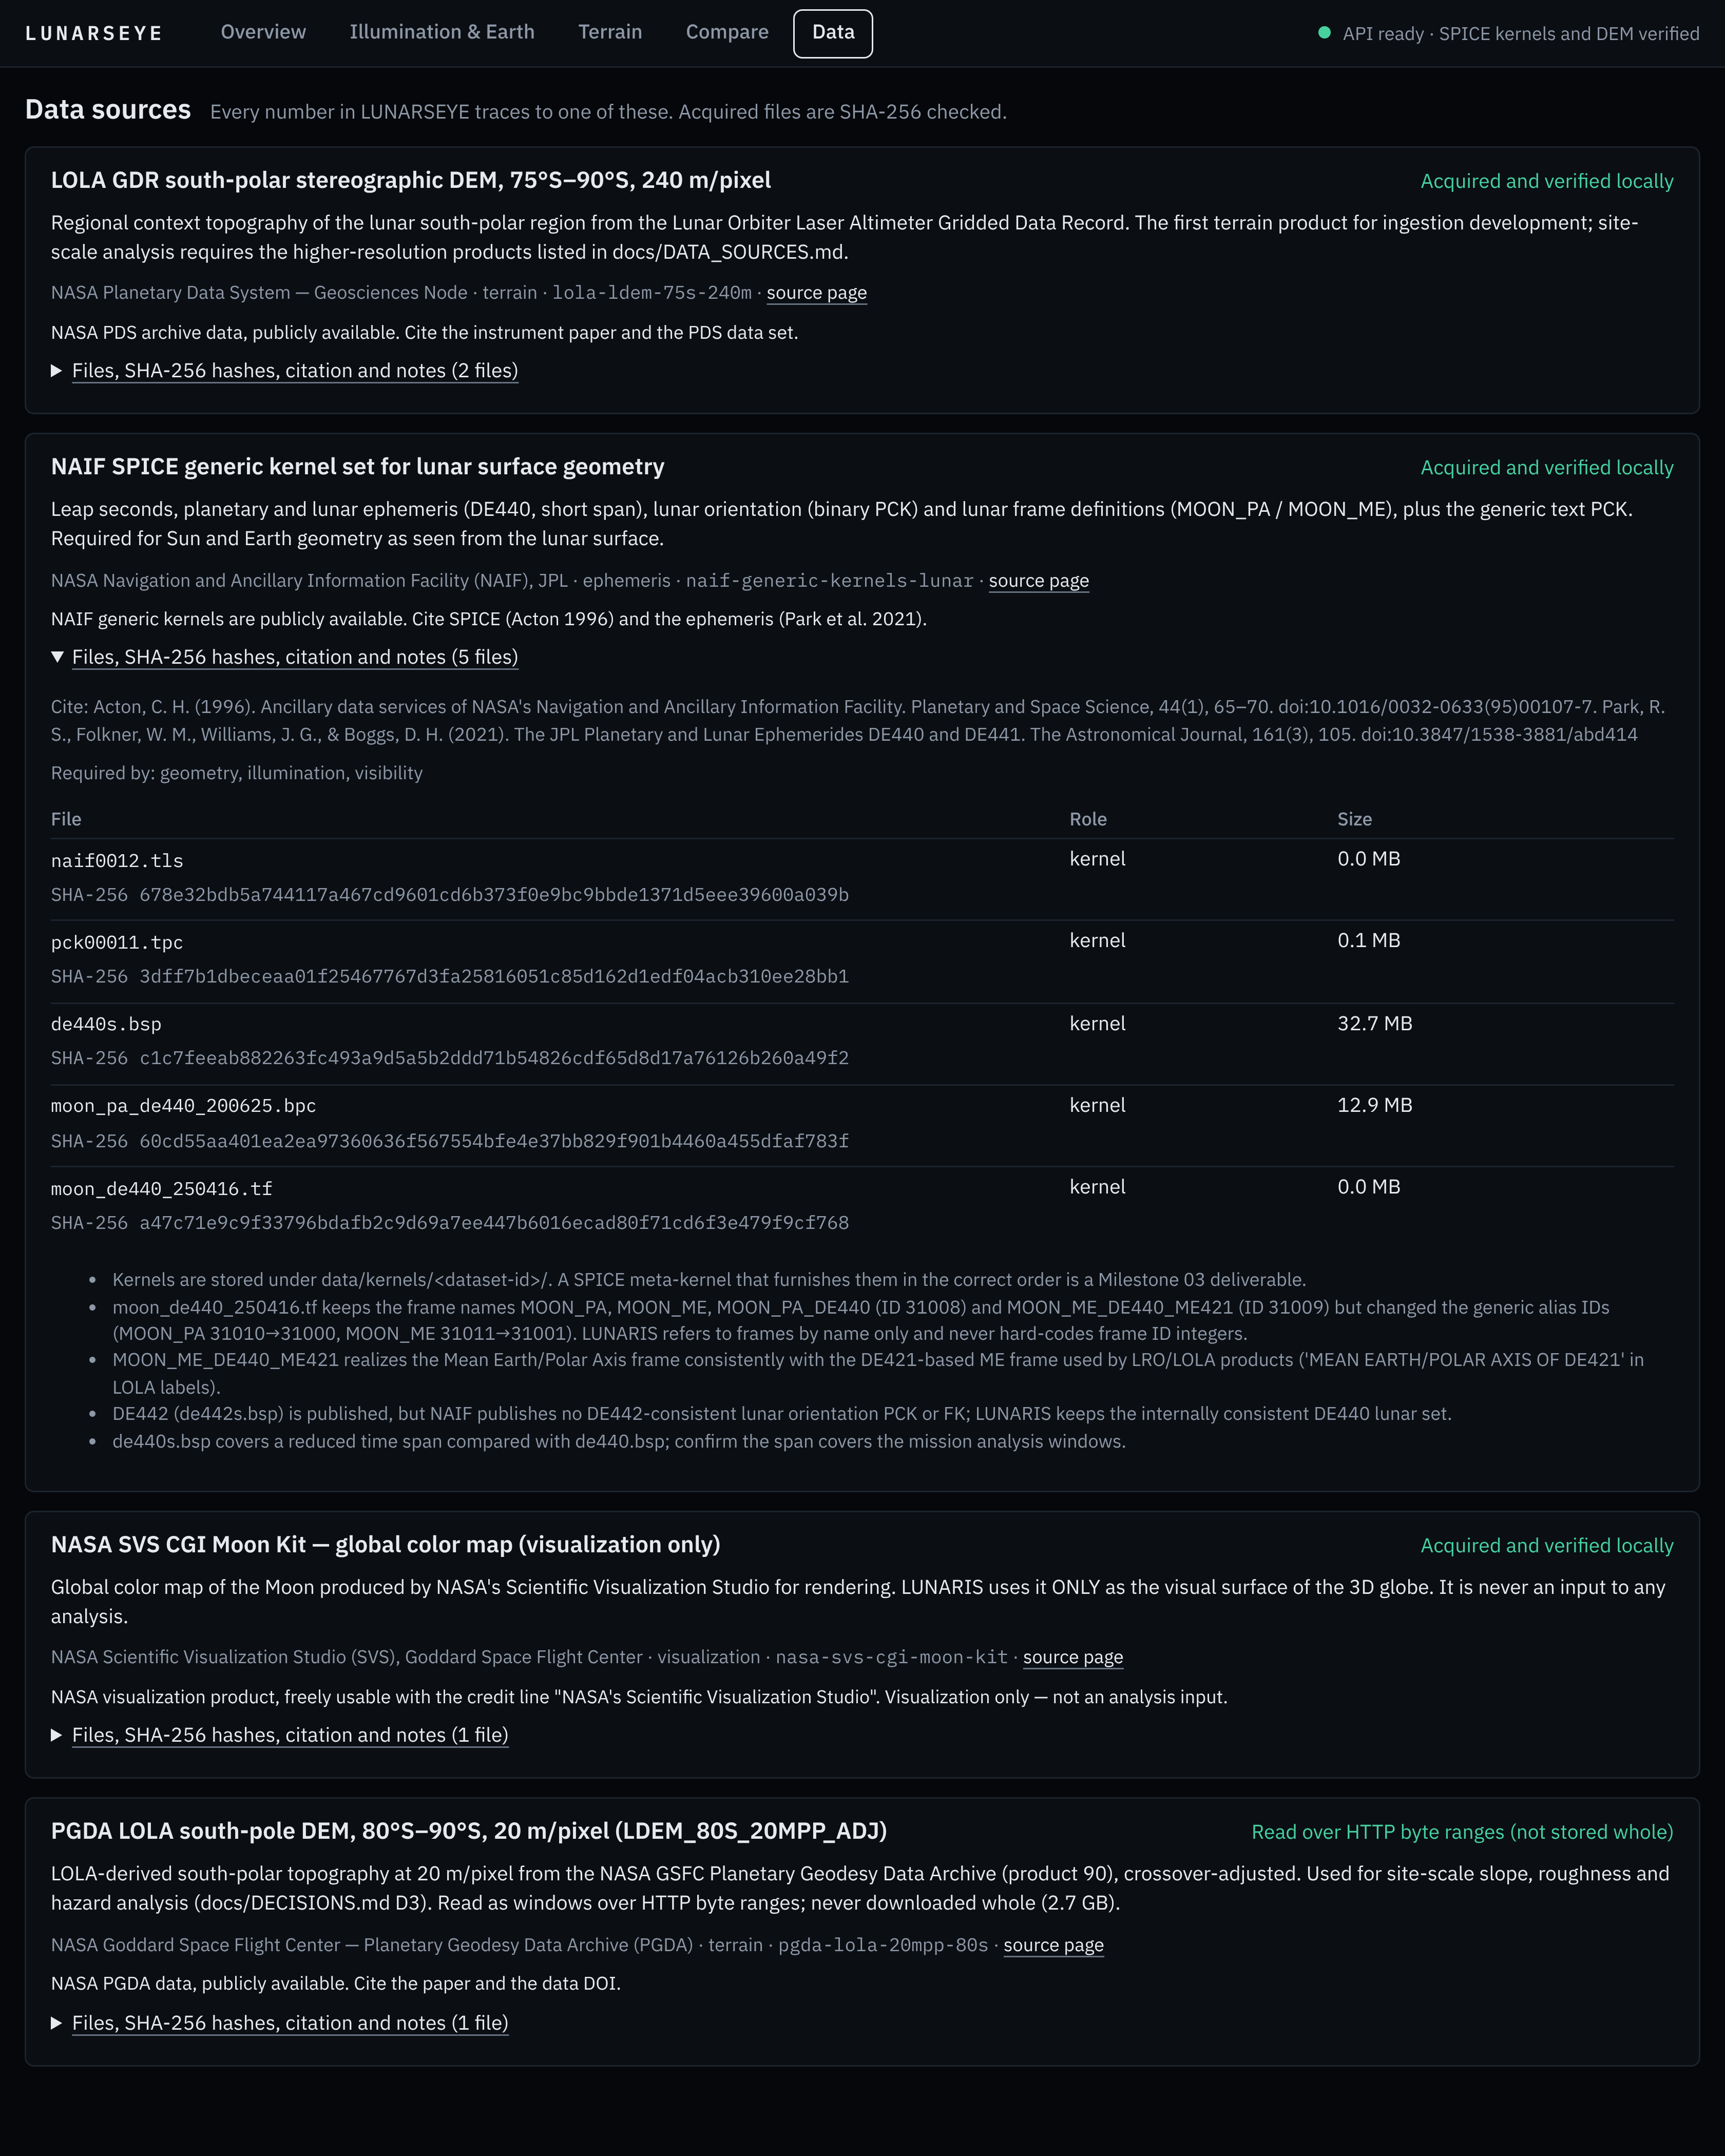 LUNARSEYE
Overview
Illumination & Earth
Terrain
Compare
Data
API ready · SPICE kernels and DEM verified
Data sources
Every number in LUNARSEYE traces to one of these. Acquired files are SHA-256 checked.
LOLA GDR south-polar stereographic DEM, 75°S–90°S, 240 m/pixel
Acquired and verified locally
Regional context topography of the lunar south-polar region from the Lunar Orbiter Laser Altimeter Gridded Data Record. The first terrain product for ingestion development; site-
scale analysis requires the higher-resolution products listed in docs/DATA_SOURCES.md.
NASA Planetary Data System — Geosciences Node · terrain · lola-ldem-75s-240m · source page
NASA PDS archive data, publicly available. Cite the instrument paper and the PDS data set.
▶ Files, SHA-256 hashes, citation and notes (2 files)
NAIF SPICE generic kernel set for lunar surface geometry
Acquired and verified locally
Leap seconds, planetary and lunar ephemeris (DE440, short span), lunar orientation (binary PCK) and lunar frame definitions (MOON_PA / MOON_ME), plus the generic text PCK.
Required for Sun and Earth geometry as seen from the lunar surface.
NASA Navigation and Ancillary Information Facility (NAIF), JPL · ephemeris · naif-generic-kernels-lunar · source page
NAIF generic kernels are publicly available. Cite SPICE (Acton 1996) and the ephemeris (Park et al. 2021).
▼ Files, SHA-256 hashes, citation and notes (5 files)
Cite: Acton, C. H. (1996). Ancillary data services of NASA's Navigation and Ancillary Information Facility. Planetary and Space Science, 44(1), 65–70. doi:10.1016/0032-0633(95)00107-7. Park, R.
S., Folkner, W. M., Williams, J. G., & Boggs, D. H. (2021). The JPL Planetary and Lunar Ephemerides DE440 and DE441. The Astronomical Journal, 161(3), 105. doi:10.3847/1538-3881/abd414
Required by: geometry, illumination, visibility
File Role Size
naif0012.tls kernel 0.0 MB
SHA-256 678e32bdb5a744117a467cd9601cd6b373f0e9bc9bbde1371d5eee39600a039b
pck00011.tpc kernel 0.1 MB
SHA-256 3dff7b1dbeceaa01f25467767d3fa25816051c85d162d1edf04acb310ee28bb1
de440s.bsp kernel 32.7 MB
SHA-256 c1c7feeab882263fc493a9d5a5b2ddd71b54826cdf65d8d17a76126b260a49f2
moon_pa_de440_200625.bpc kernel 12.9 MB
SHA-256 60cd55aa401ea2ea97360636f567554bfe4e37bb829f901b4460a455dfaf783f
moon_de440_250416.tf kernel 0.0 MB
SHA-256 a47c71e9c9f33796bdafb2c9d69a7ee447b6016ecad80f71cd6f3e479f9cf768
• Kernels are stored under data/kernels/<dataset-id>/. A SPICE meta-kernel that furnishes them in the correct order is a Milestone 03 deliverable.
• moon_de440_250416.tf keeps the frame names MOON_PA, MOON_ME, MOON_PA_DE440 (ID 31008) and MOON_ME_DE440_ME421 (ID 31009) but changed the generic alias IDs
(MOON_PA 31010→31000, MOON_ME 31011→31001). LUNARIS refers to frames by name only and never hard-codes frame ID integers.
• MOON_ME_DE440_ME421 realizes the Mean Earth/Polar Axis frame consistently with the DE421-based ME frame used by LRO/LOLA products ('MEAN EARTH/POLAR AXIS OF DE421' in
LOLA labels).
• DE442 (de442s.bsp) is published, but NAIF publishes no DE442-consistent lunar orientation PCK or FK; LUNARIS keeps the internally consistent DE440 lunar set.
• de440s.bsp covers a reduced time span compared with de440.bsp; confirm the span covers the mission analysis windows.
NASA SVS CGI Moon Kit — global color map (visualization only)
Acquired and verified locally
Global color map of the Moon produced by NASA's Scientific Visualization Studio for rendering. LUNARIS uses it ONLY as the visual surface of the 3D globe. It is never an input to any
analysis.
NASA Scientific Visualization Studio (SVS), Goddard Space Flight Center · visualization · nasa-svs-cgi-moon-kit · source page
NASA visualization product, freely usable with the credit line "NASA's Scientific Visualization Studio". Visualization only — not an analysis input.
▶ Files, SHA-256 hashes, citation and notes (1 file)
PGDA LOLA south-pole DEM, 80°S–90°S, 20 m/pixel (LDEM_80S_20MPP_ADJ)
Read over HTTP byte ranges (not stored whole)
LOLA-derived south-polar topography at 20 m/pixel from the NASA GSFC Planetary Geodesy Data Archive (product 90), crossover-adjusted. Used for site-scale slope, roughness and
hazard analysis (docs/DECISIONS.md D3). Read as windows over HTTP byte ranges; never downloaded whole (2.7 GB).
NASA Goddard Space Flight Center — Planetary Geodesy Data Archive (PGDA) · terrain · pgda-lola-20mpp-80s · source page
NASA PGDA data, publicly available. Cite the paper and the data DOI.
▶ Files, SHA-256 hashes, citation and notes (1 file)